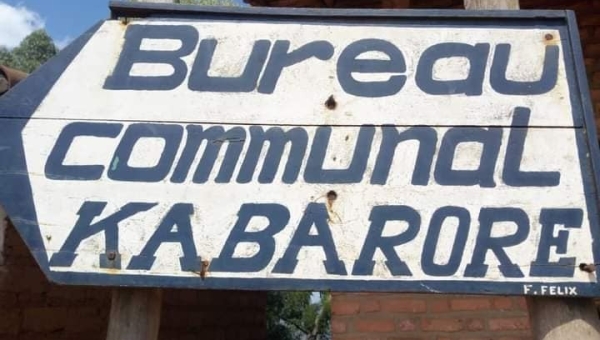 Bureau
communal
KABARORE
F. FELIX